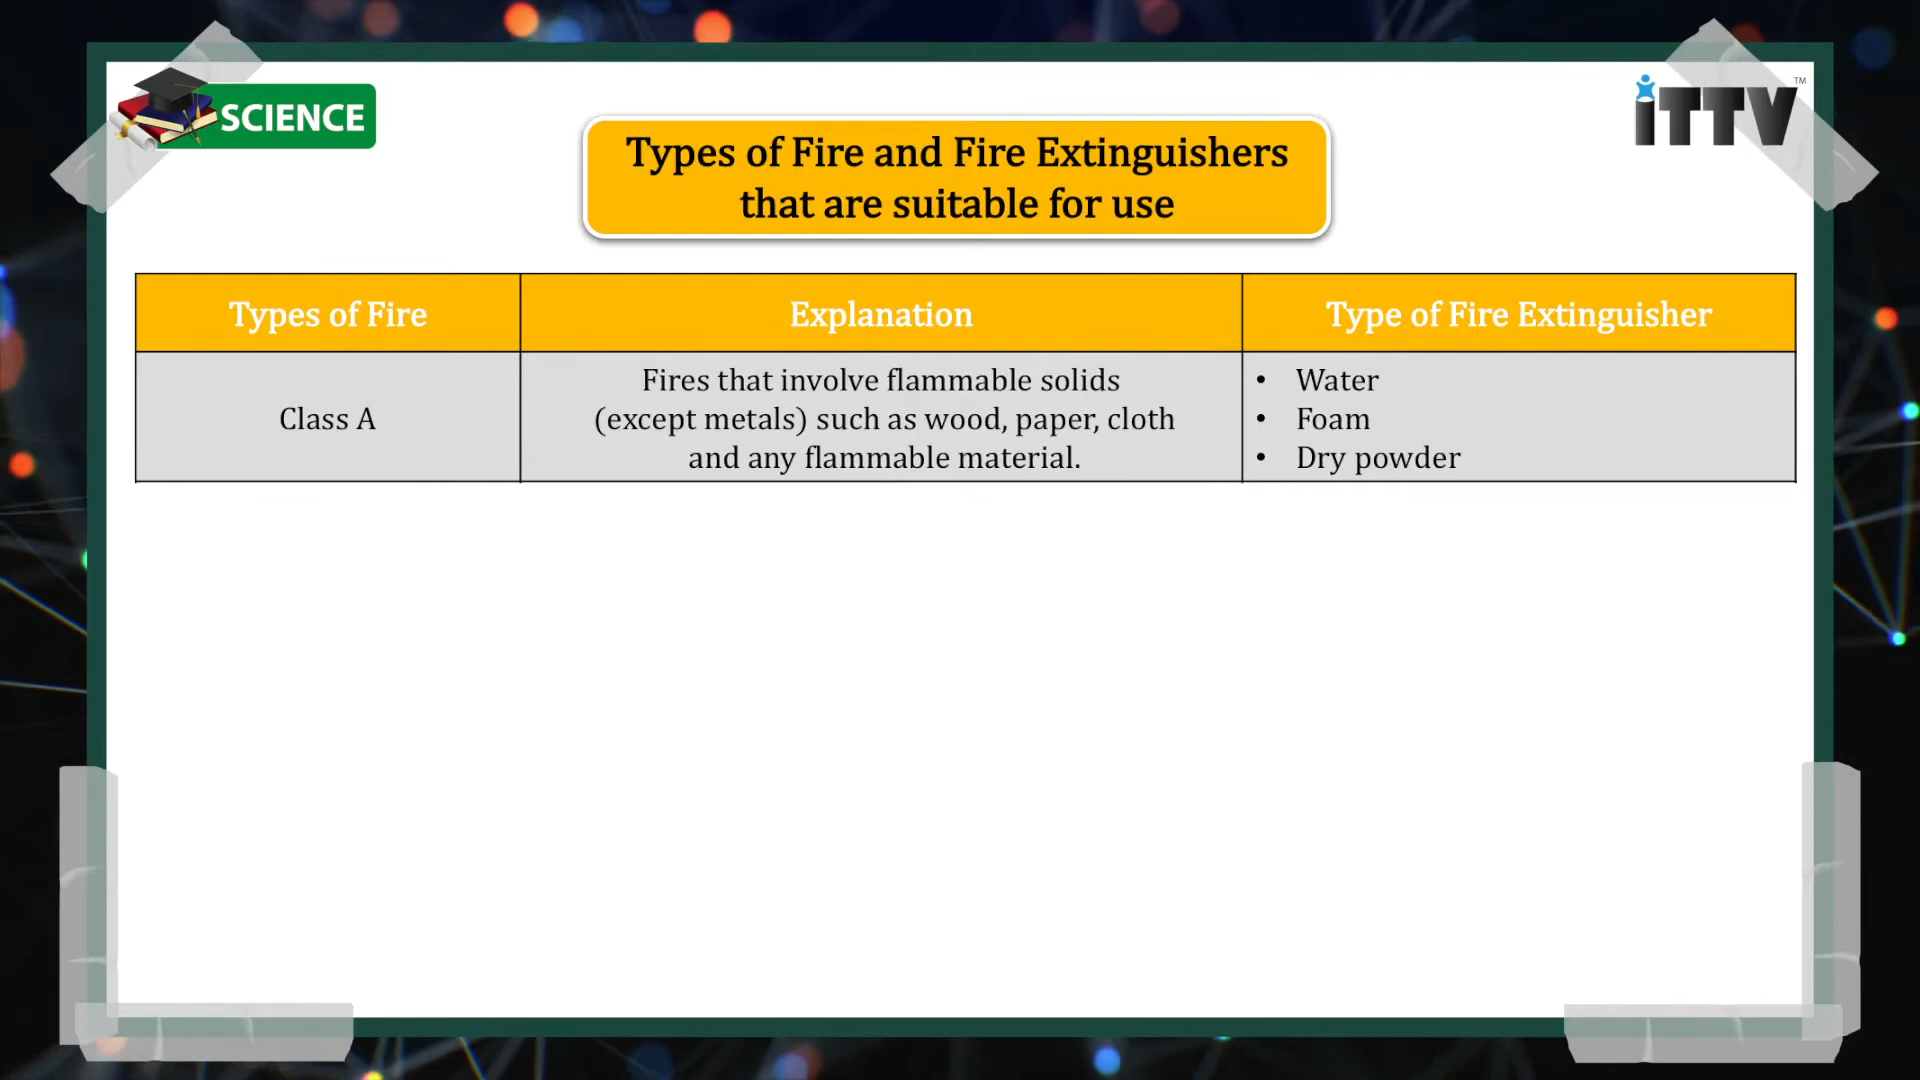 SCIENCE
iTTV
TM
Types of Fire and Fire Extinguishers
that are suitable for use
Types of Fire
Explanation
Type of Fire Extinguisher
Class A
Fires that involve flammable solids
(except metals) such as wood, paper, cloth
and any flammable material.
• Water
• Foam
• Dry powder